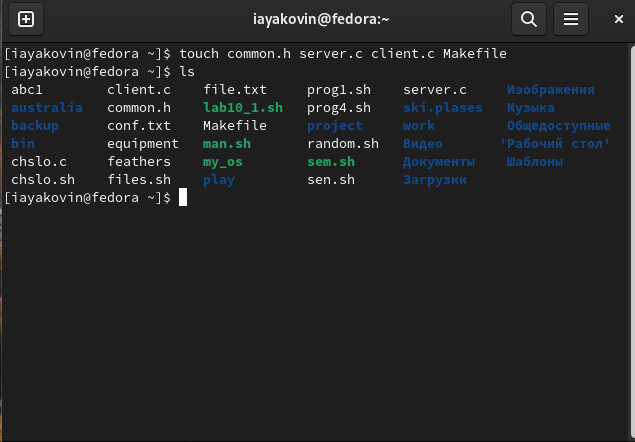 iayakovin@fedora:~
[iayakovin@fedora ~]$ touch common.h server.c client.c Makefile
[iayakovin@fedora ~]$ ls
abc1 client.c file.txt prog1.sh server.c Изображения
australia common.h lab10_1.sh prog4.sh ski.plases Музыка
backup conf.txt Makefile project work Общедоступные
bin equipment man.sh random.sh Видео 'Рабочий стол'
chslo.c feathers my_os sem.sh Документы Шаблоны
chslo.sh files.sh play sen.sh Загрузки
[iayakovin@fedora ~]$